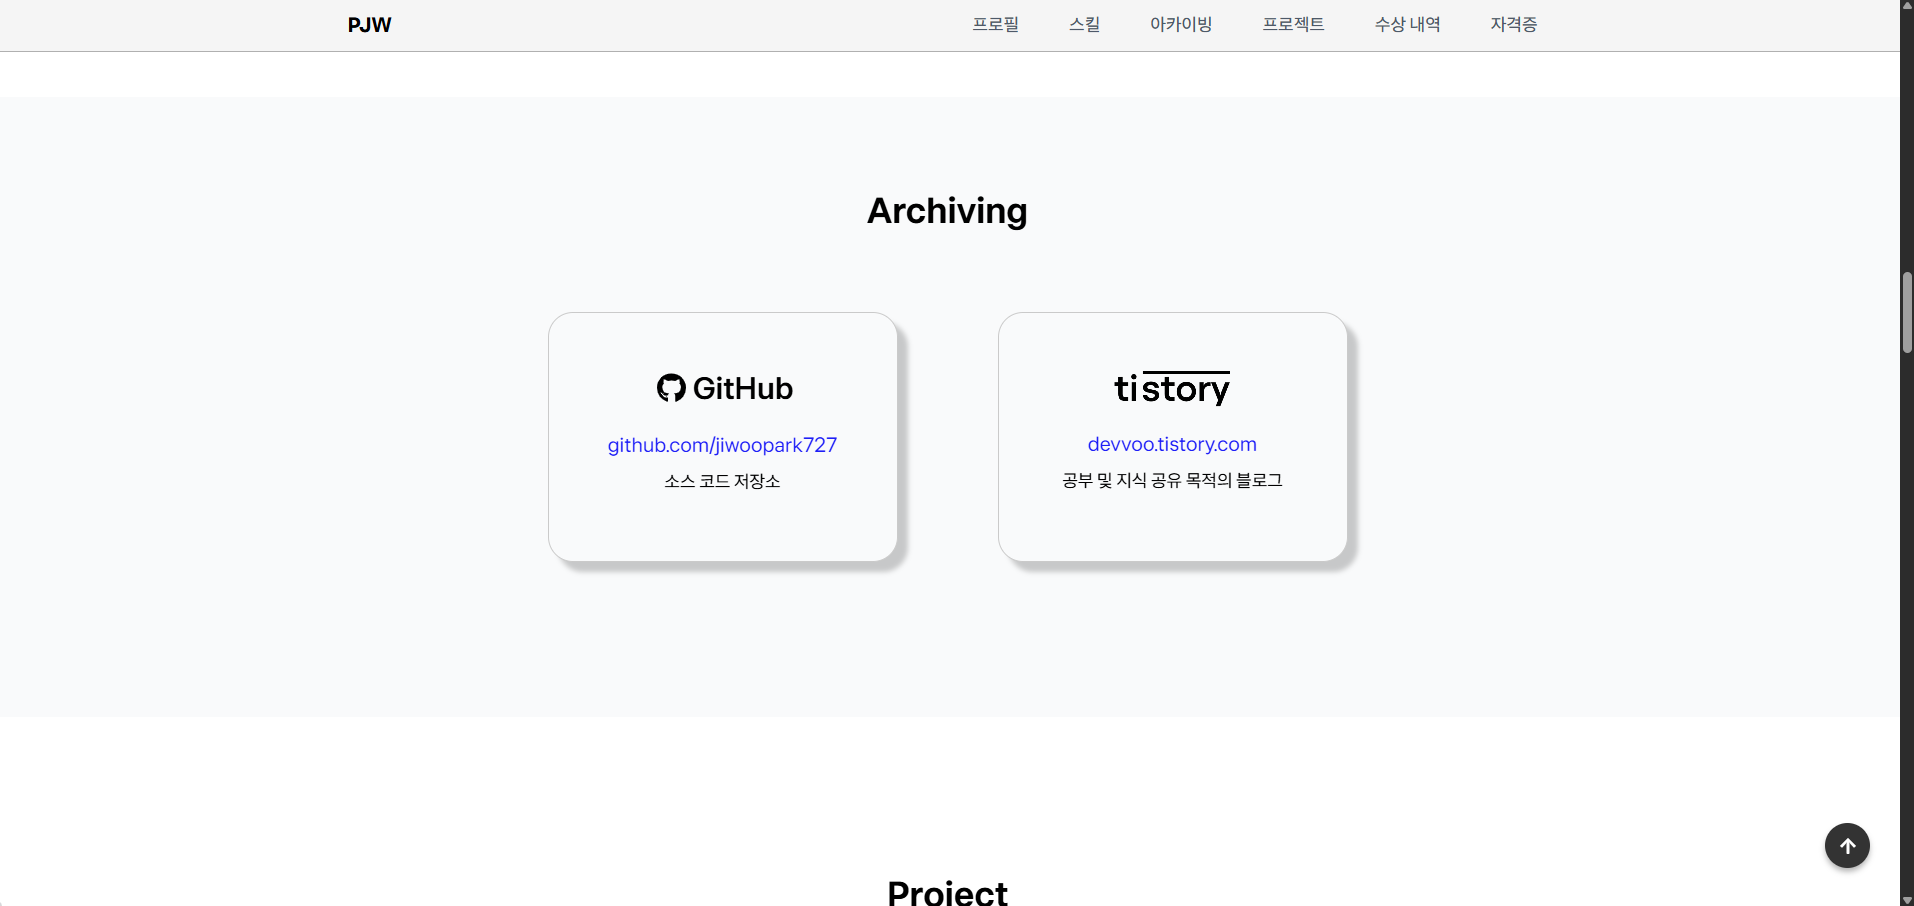 PJW 프로필 스킬 아카이빙 프로젝트 수상 내역 자격증
Archiving
GitHub
github.com/jiwoopark727
소스 코드 저장소
tistory
devvoo.tistory.com
공부 및 지식 공유 목적의 블로그
Project